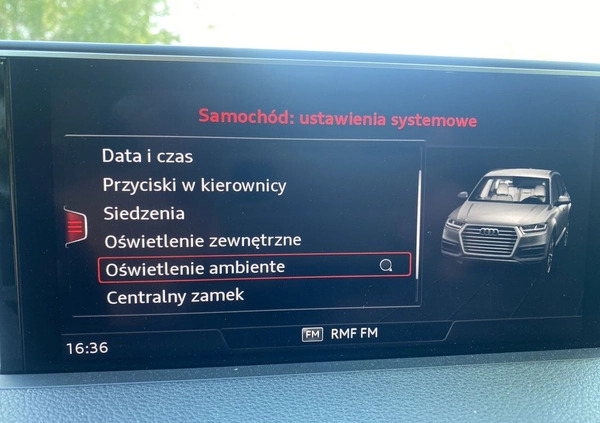 Samochód: ustawienia systemowe
Data i czas
Przyciski w kierownicy
Siedzenia
Oświetlenie zewnętrzne
Oświetlenie ambiente
Centralny zamek
16:36
FM RMF FM